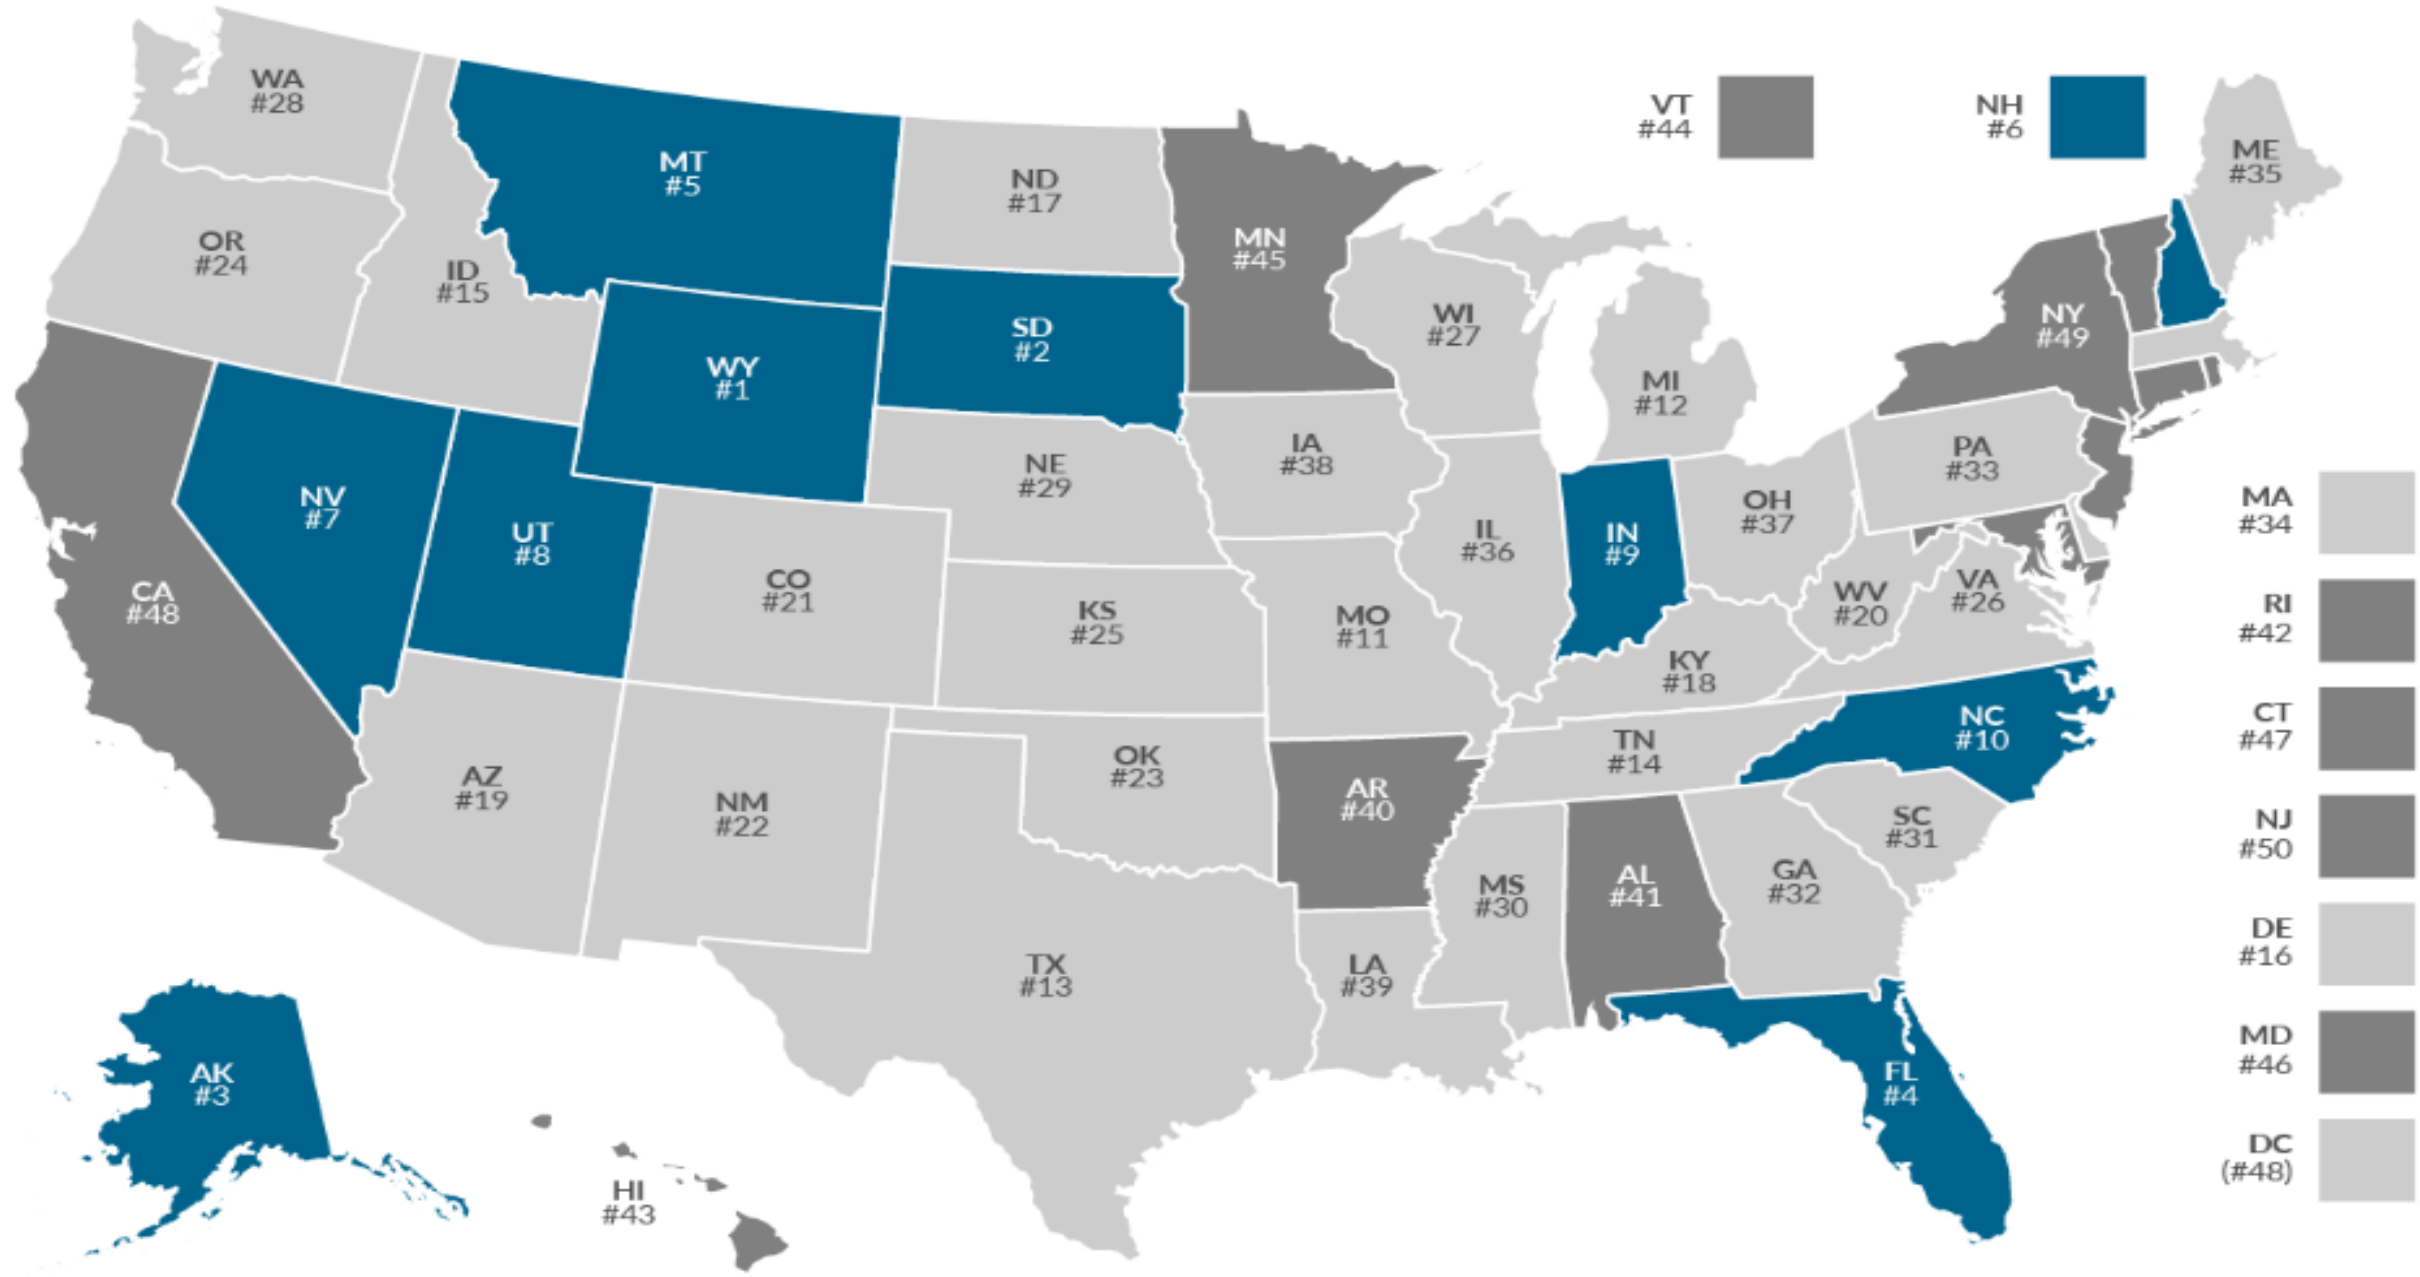 WA
#28
VT
#44
NH
#6
ME
#35
MT
#5
ND
#17
MN
#45
OR
#24
ID
#15
WI
#27
NY
#49
SD
#2
WY
#1
MI
#12
IA
#38
PA
#33
NE
#29
NV
#7
UT
#8
OH
#37
IL
#36
IN
#9
MA
#34
CO
#21
CA
#48
KS
#25
MO
#11
WV
#20
VA
#26
RI
#42
KY
#18
NC
#10
CT
#47
TN
#14
OK
#23
AZ
#19
NM
#22
AR
#40
SC
#31
NJ
#50
MS
#30
AL
#41
GA
#32
TX
#13
LA
#39
DE
#16
AK
#3
FL
#4
MD
#46
HI
#43
DC
(#48)